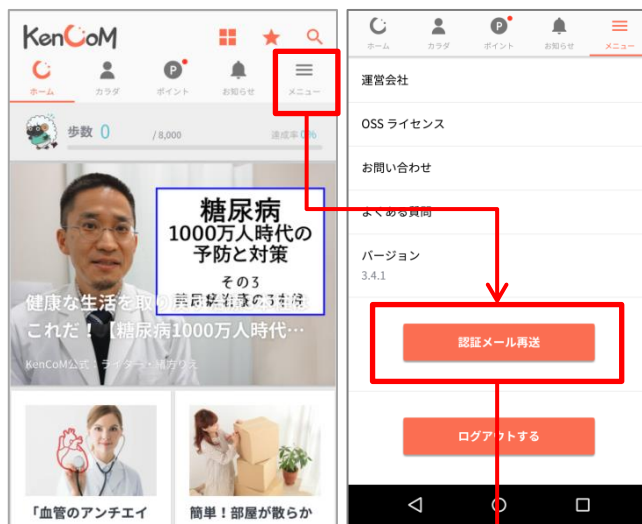 KenCoM
ホーム
カラダ
ポイント
お知らせ
メニュー
歩数 0 / 8,000 達成率 0%
糖尿病
1000万人時代の
予防と対策
その3
健康な生活を取り
これだ!【糖尿病1000万人時代…
KenCoM公式:ライター・緒方りえ
「血管のアンチエイ
簡単!部屋が散らか
ホーム
カラダ
ポイント
お知らせ
メニュー
運営会社
OSS ライセンス
お問い合わせ
よくある質問
バージョン
3.4.1
認証メール再送
ログアウトする